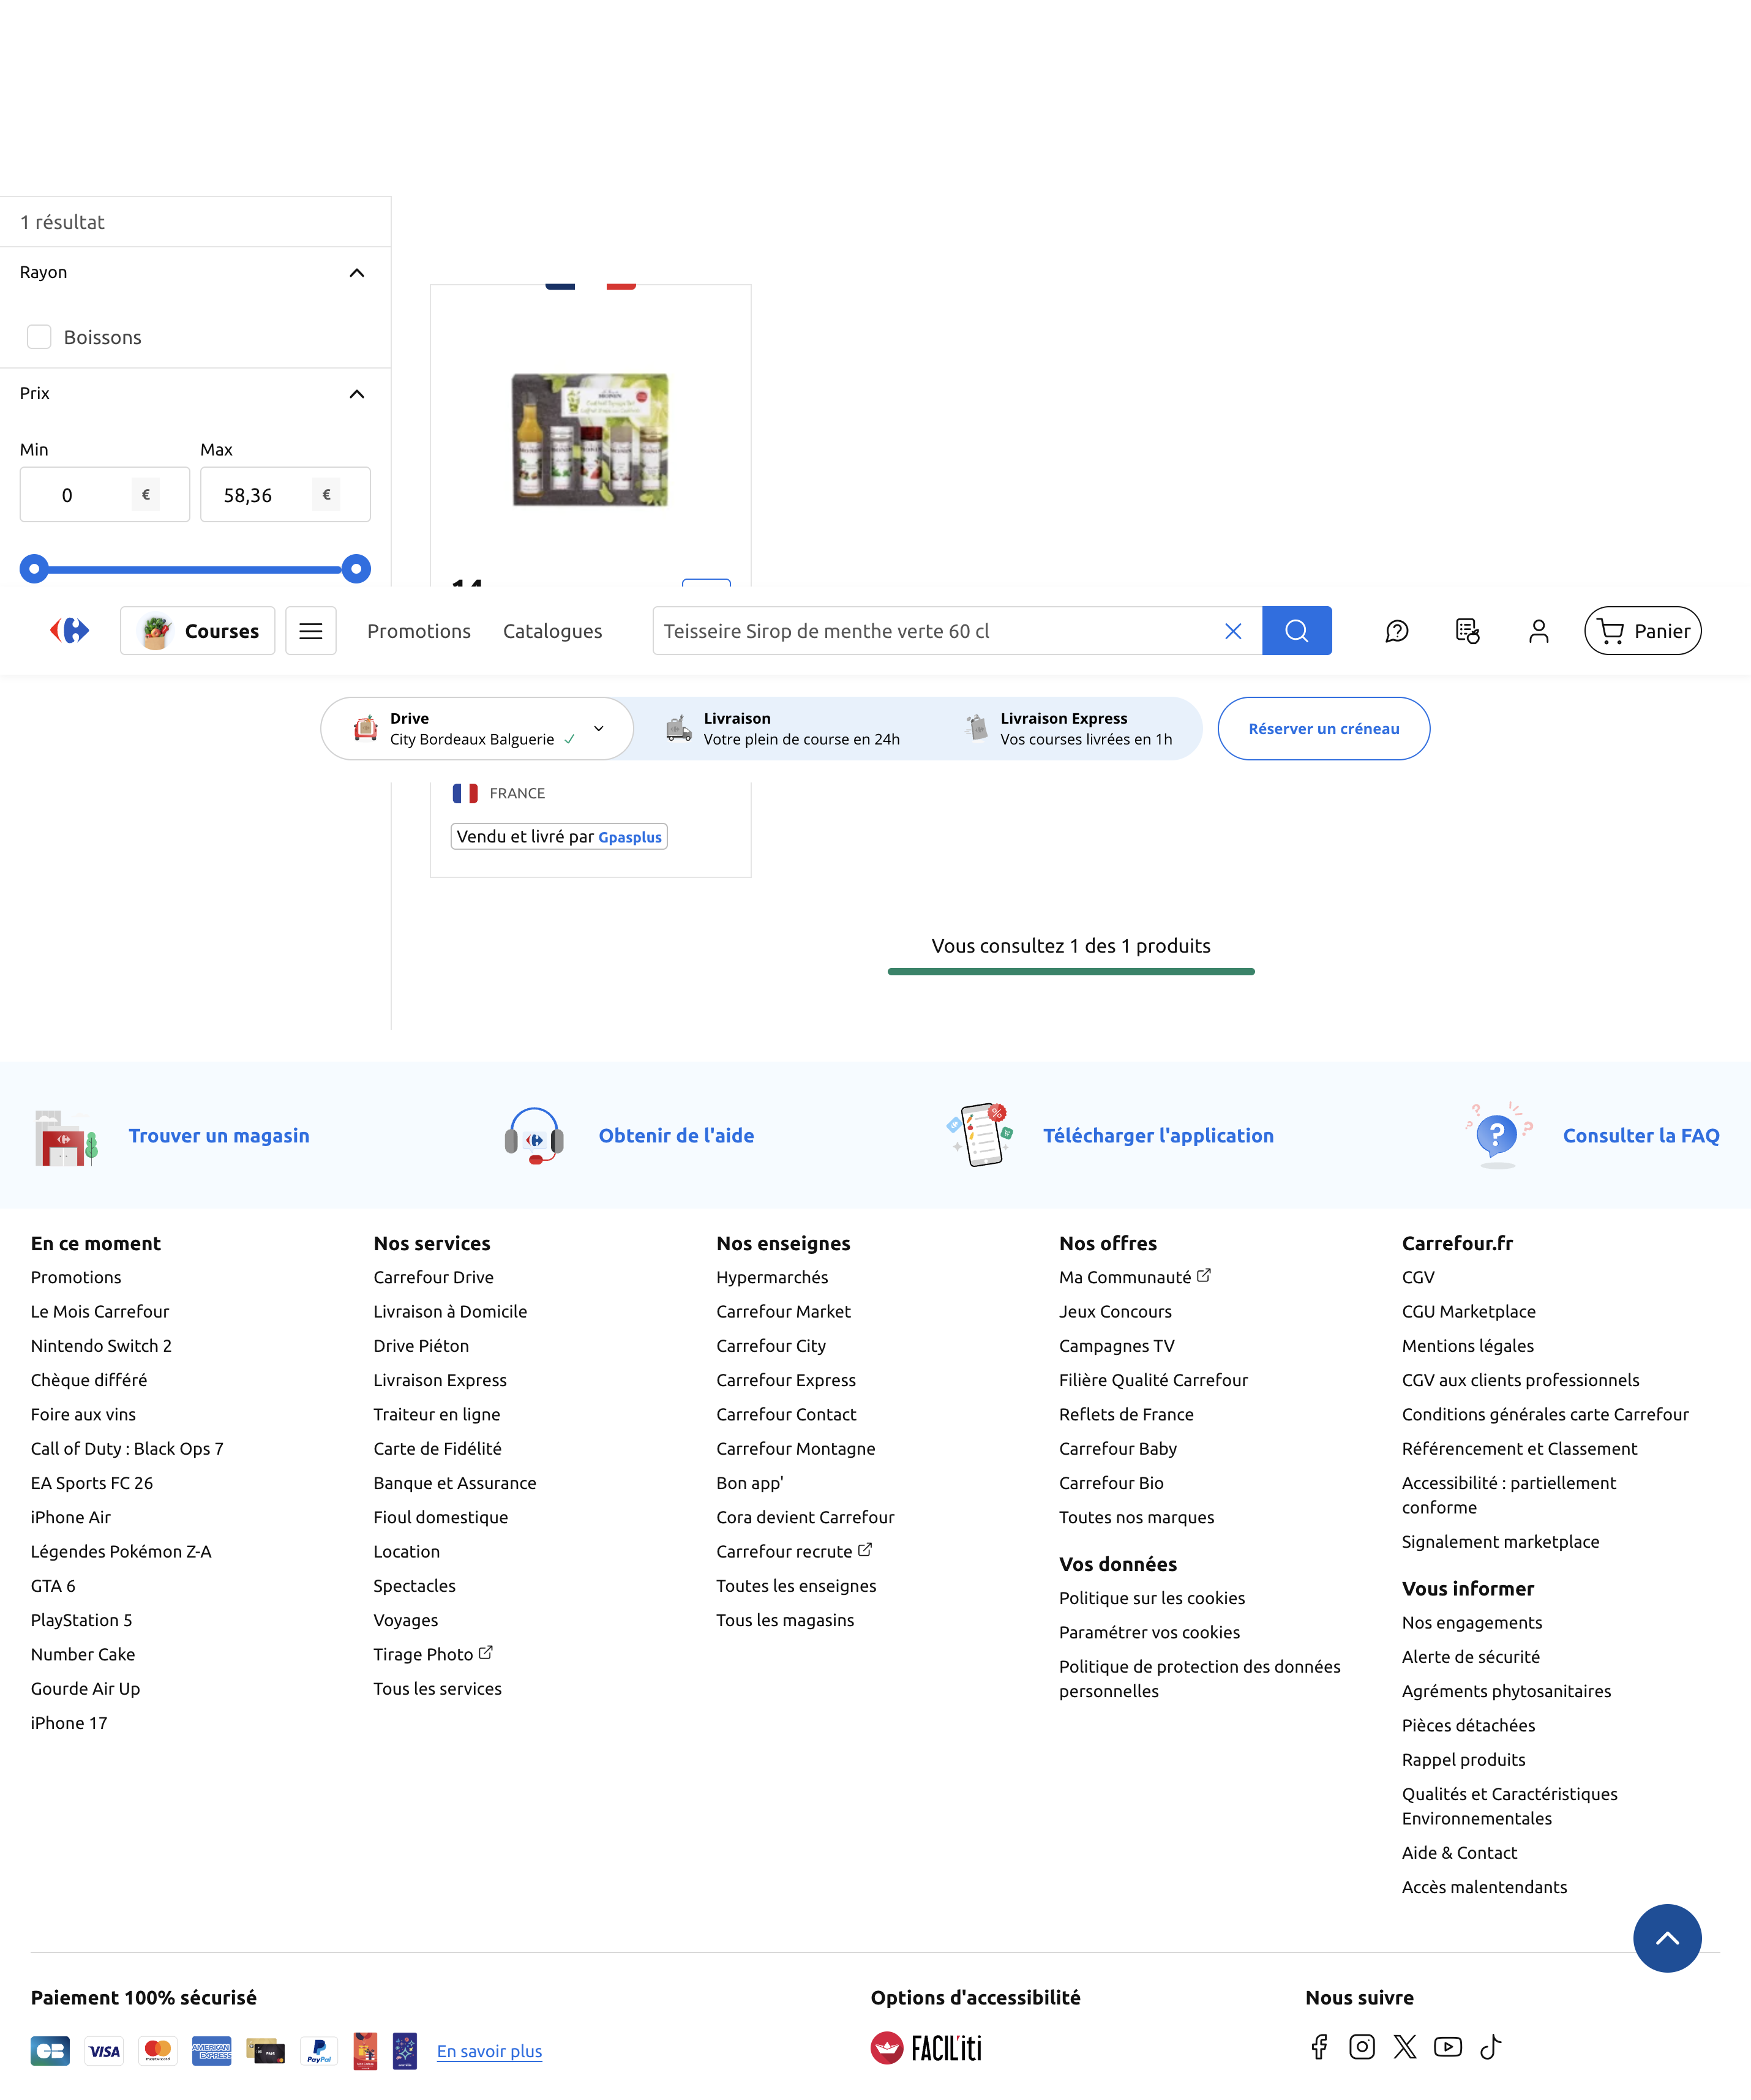 1 résultat
Rayon
Boissons
Prix
Min
Max
0 €
58,36 €
Courses
Promotions
Catalogues
Teisseire Sirop de menthe verte 60 cl
Panier
Drive
City Bordeaux Balguerie
Livraison
Votre plein de course en 24h
Livraison Express
Vos courses livrées en 1h
Réserver un créneau
FRANCE
Vendu et livré par Gpasplus
Vous consultez 1 des 1 produits
Trouver un magasin
Obtenir de l'aide
Télécharger l'application
Consulter la FAQ
En ce moment
Promotions
Le Mois Carrefour
Nintendo Switch 2
Chèque différé
Foire aux vins
Call of Duty : Black Ops 7
EA Sports FC 26
iPhone Air
Légendes Pokémon Z-A
GTA 6
PlayStation 5
Number Cake
Gourde Air Up
iPhone 17
Nos services
Carrefour Drive
Livraison à Domicile
Drive Piéton
Livraison Express
Traiteur en ligne
Carte de Fidélité
Banque et Assurance
Fioul domestique
Location
Spectacles
Voyages
Tirage Photo
Tous les services
Nos enseignes
Hypermarchés
Carrefour Market
Carrefour City
Carrefour Express
Carrefour Contact
Carrefour Montagne
Bon app'
Cora devient Carrefour
Carrefour recrute
Toutes les enseignes
Tous les magasins
Nos offres
Ma Communauté
Jeux Concours
Campagnes TV
Filière Qualité Carrefour
Reflets de France
Carrefour Baby
Carrefour Bio
Toutes nos marques
Vos données
Politique sur les cookies
Paramétrer vos cookies
Politique de protection des données
personnelles
Carrefour.fr
CGV
CGU Marketplace
Mentions légales
CGV aux clients professionnels
Conditions générales carte Carrefour
Référencement et Classement
Accessibilité : partiellement
conforme
Signalement marketplace
Vous informer
Nos engagements
Alerte de sécurité
Agréments phytosanitaires
Pièces détachées
Rappel produits
Qualités et Caractéristiques
Environnementales
Aide & Contact
Accès malentendants
Paiement 100% sécurisé
CB
VISA
mastercard
AMERICAN
EXPRESS
PayPal
En savoir plus
Options d'accessibilité
FACIL'iti
Nous suivre